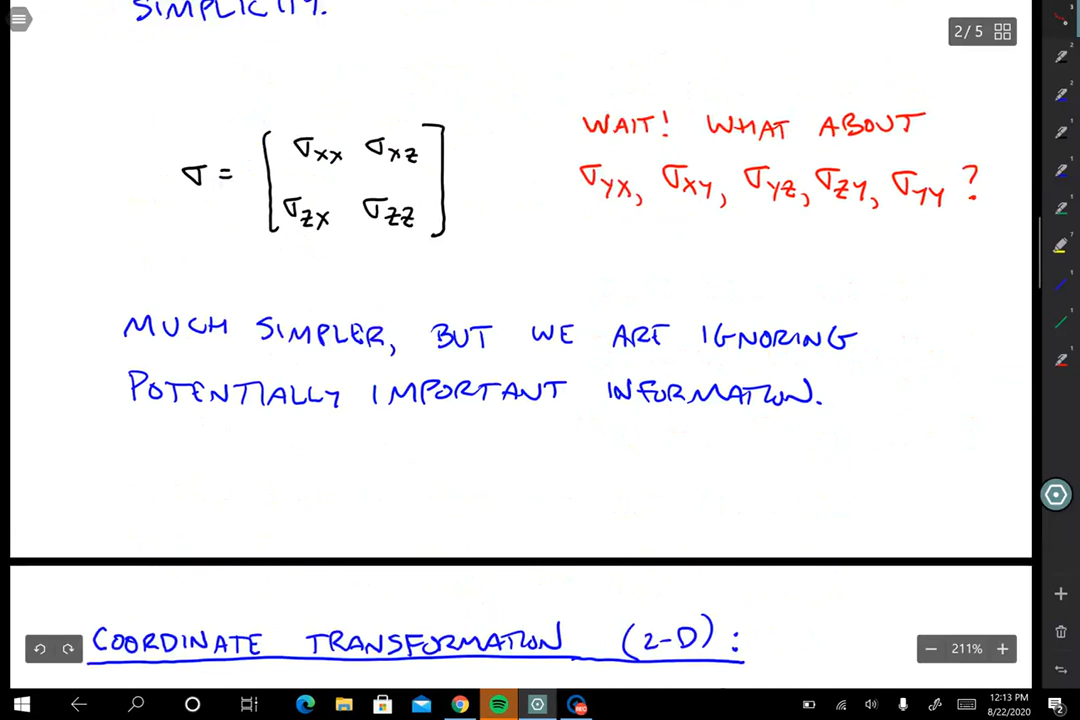 SIMPLICITY.
2/5
σ = [ σxx σxz
σzx σzz ]
WAIT! WHAT ABOUT
σyx, σxy, σyz, σzy, σyy ?
MUCH SIMPLER, BUT WE ARE IGNORING
POTENTIALLY IMPORTANT INFORMATION.
COORDINATE TRANSFORMATION (2-D):
211%
12:13 PM
8/22/2020